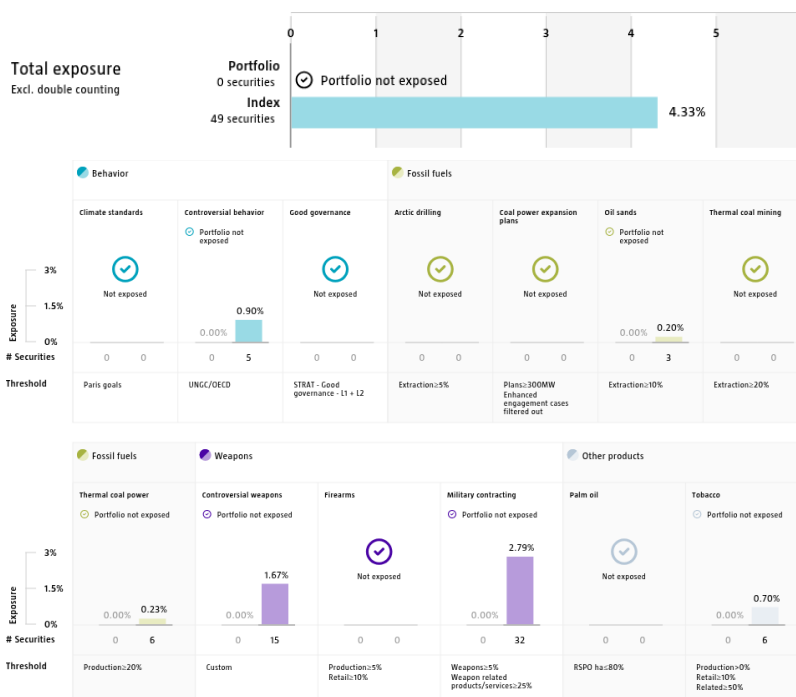 0 1 2 3 4 5
Total exposure
Excl. double counting
Portfolio
0 securities
Portfolio not exposed
Index
49 securities
4.33%
Behavior
Fossil fuels
Climate standards
Controversial behavior
Good governance
Arctic drilling
Coal power expansion
plans
Oil sands
Thermal coal mining
Portfolio not
exposed
Portfolio not
exposed
Not exposed
Not exposed
Not exposed
Not exposed
Not exposed
Exposure
3%
1.5%
0%
0.00% 0.90%
0.00% 0.20%
# Securities 0 0 0 5 0 0 0 0 0 0 0 3 0 0
Threshold
Paris goals
UNGC/OECD
STRAT - Good
governance - L1 + L2
Extraction≥5%
Plans≥300MW
Enhanced
engagement cases
filtered out
Extraction≥10%
Extraction≥20%
Fossil fuels
Weapons
Other products
Thermal coal power
Controversial weapons
Firearms
Military contracting
Palm oil
Tobacco
Portfolio not exposed
Portfolio not exposed
Portfolio not exposed
Portfolio not exposed
Not exposed
Not exposed
Exposure
3%
1.5%
0%
0.00% 0.23%
0.00% 1.67%
0.00% 2.79%
0.00% 0.70%
# Securities 0 6 0 15 0 0 0 32 0 0 0 6
Threshold
Production≥20%
Custom
Production≥5%
Retail≥10%
Weapons≥5%
Weapon related
products/services≥25%
RSPO ha≤80%
Production>0%
Retail≥10%
Related≥50%